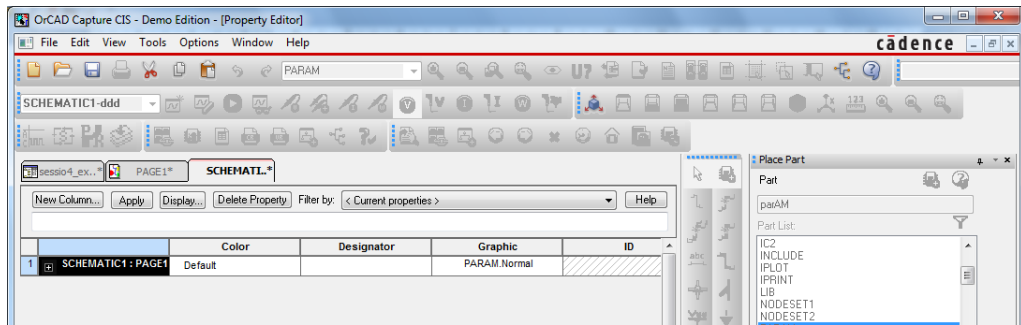 OrCAD Capture CIS - Demo Edition - [Property Editor]
File Edit View Tools Options Window Help
cādence
PARAM
U?
SCHEMATIC1-ddd
V I W
123
sessio4_ex..* PAGE1* SCHEMATI..*
Place Part
Part
New Column... Apply Display... Delete Property Filter by: < Current properties > Help
parAM
Part List:
Color Designator Graphic ID
1 SCHEMATIC1 : PAGE1 Default PARAM.Normal
abc
IC2
INCLUDE
IPLOT
IPRINT
LIB
NODESET1
NODESET2